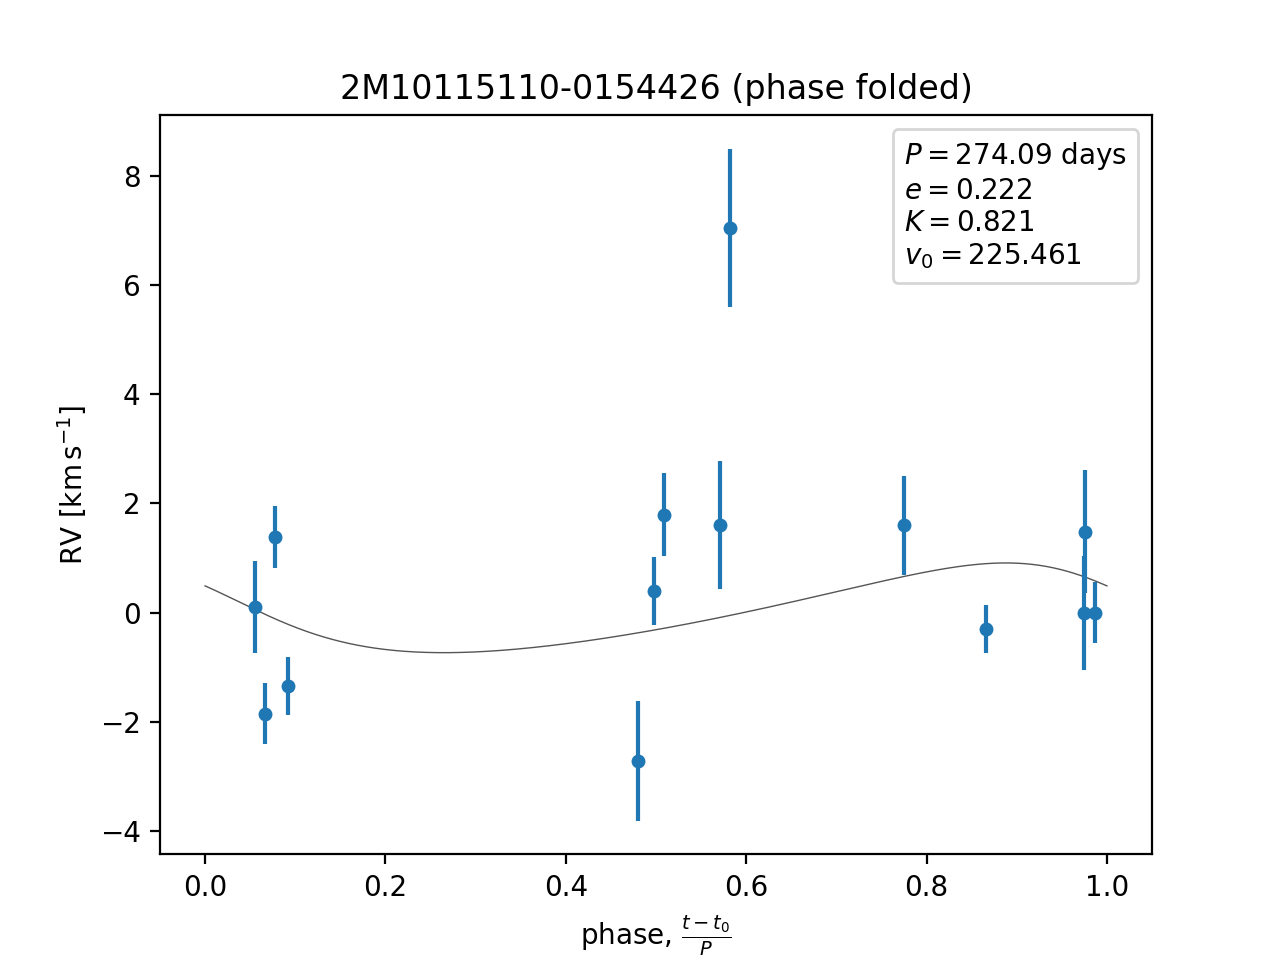 2M10115110-0154426 (phase folded)
P = 274.09 days
e = 0.222
K = 0.821
v₀ = 225.461
8
6
4
2
0
−2
−4
RV [km s⁻¹]
0.0 0.2 0.4 0.6 0.8 1.0
phase, (t − t₀)/P